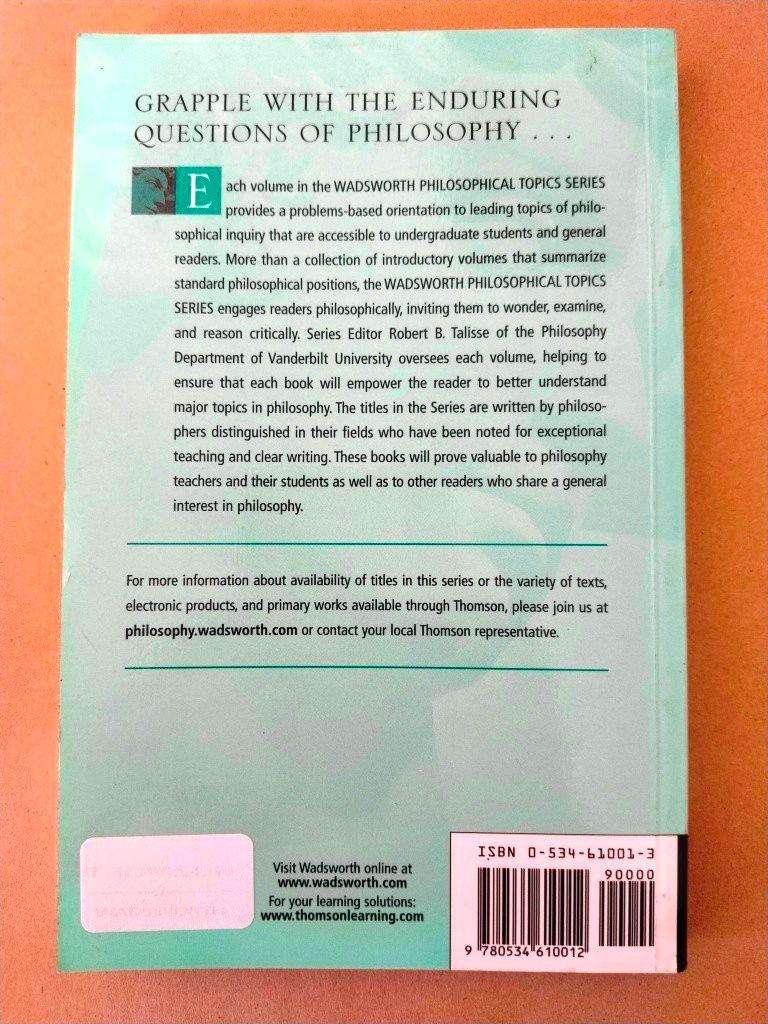 GRAPPLE WITH THE ENDURING
QUESTIONS OF PHILOSOPHY . . .
Each volume in the WADSWORTH PHILOSOPHICAL TOPICS SERIES
provides a problems-based orientation to leading topics of philo-
sophical inquiry that are accessible to undergraduate students and general
readers. More than a collection of introductory volumes that summarize
standard philosophical positions, the WADSWORTH PHILOSOPHICAL TOPICS
SERIES engages readers philosophically, inviting them to wonder, examine,
and reason critically. Series Editor Robert B. Talisse of the Philosophy
Department of Vanderbilt University oversees each volume, helping to
ensure that each book will empower the reader to better understand
major topics in philosophy. The titles in the Series are written by philoso-
phers distinguished in their fields who have been noted for exceptional
teaching and clear writing. These books will prove valuable to philosophy
teachers and their students as well as to other readers who share a general
interest in philosophy.
For more information about availability of titles in this series or the variety of texts,
electronic products, and primary works available through Thomson, please join us at
philosophy.wadsworth.com or contact your local Thomson representative.
Visit Wadsworth online at
www.wadsworth.com
For your learning solutions:
www.thomsonlearning.com
ISBN 0-534-61001-3
90000
9 780534 610012